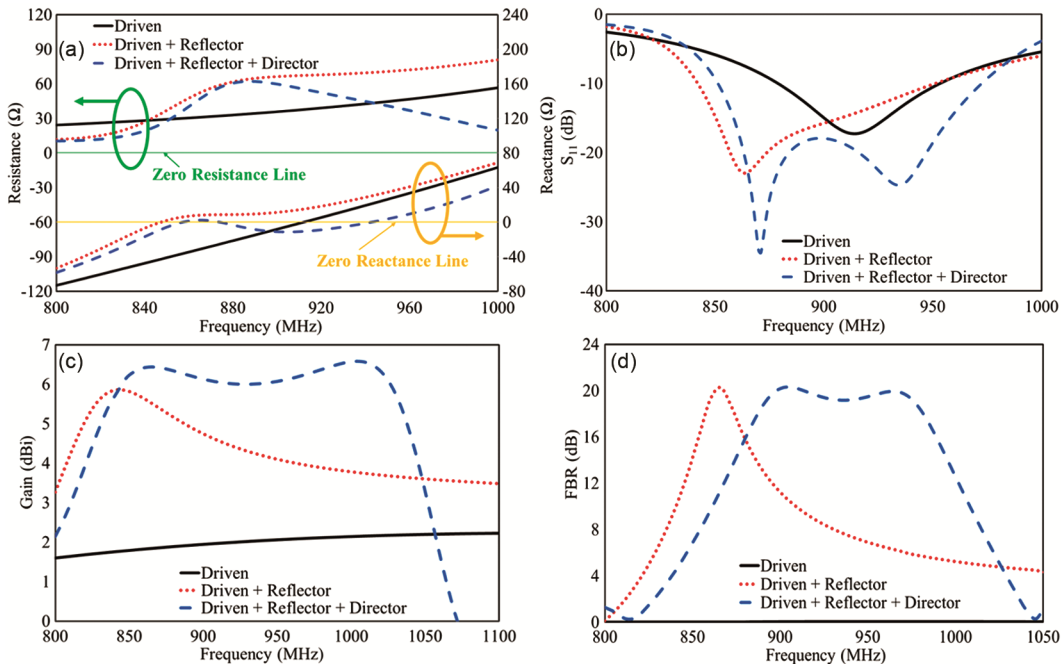 (a)
Driven
Driven + Reflector
Driven + Reflector + Director
Zero Resistance Line
Zero Reactance Line
Resistance (Ω)
120
90
60
30
0
-30
-60
-90
-120
Reactance (Ω)
240
200
160
120
80
40
0
-40
-80
800 840 880 920 960 1000
Frequency (MHz)
(b)
S11 (dB)
0
-10
-20
-30
-40
Driven
Driven + Reflector
Driven + Reflector + Director
800 850 900 950 1000
Frequency (MHz)
(c)
Gain (dBi)
7
6
5
4
3
2
1
0
Driven
Driven + Reflector
Driven + Reflector + Director
800 850 900 950 1000 1050 1100
Frequency (MHz)
(d)
FBR (dB)
24
20
16
12
8
4
0
Driven
Driven + Reflector
Driven + Reflector + Director
800 850 900 950 1000 1050
Frequency (MHz)